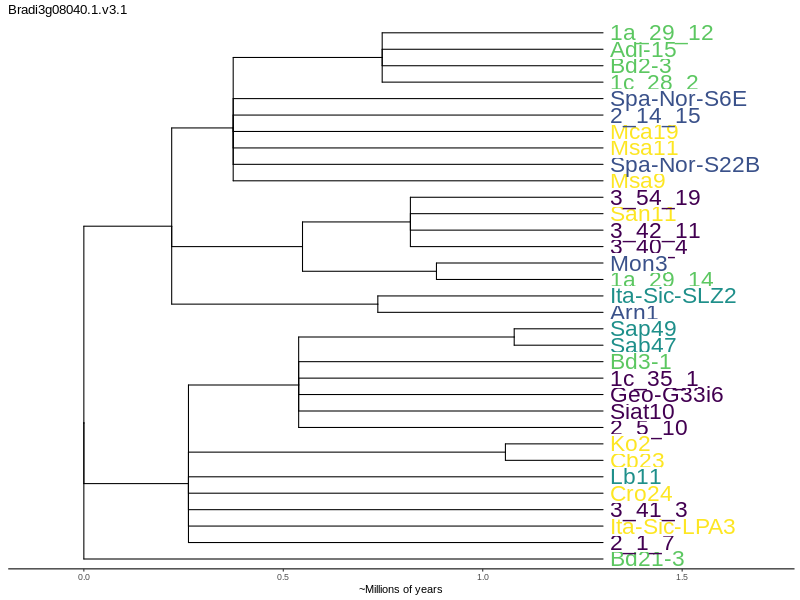 Bradi3g08040.1.v3.1
1a_29_12
Adi-15
Bd2-3
1c_28_2
Spa-Nor-S6E
2_14_15
Mca19
Msa11
Spa-Nor-S22B
Msa9
3_54_19
San11
3_42_11
3_40_4
Mon3
1a_29_14
Ita-Sic-SLZ2
Arn1
Sap49
Sab47
Bd3-1
1c_35_1
Geo-G33i6
Siat10
2_5_10
Ko2
Cb23
Lb11
Cro24
3_41_3
Ita-Sic-LPA3
2_1_7
Bd21-3
0.0 0.5 1.0 1.5
~Millions of years